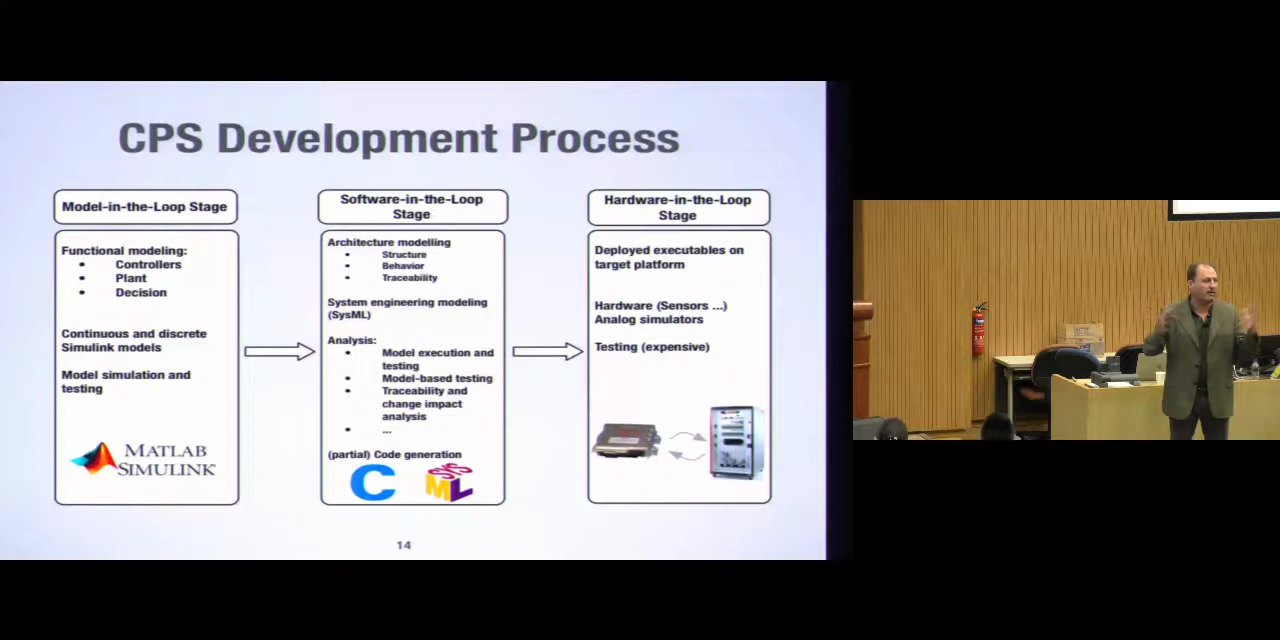 CPS Development Process
Model-in-the-Loop Stage
Functional modeling:
• Controllers
• Plant
• Decision
Continuous and discrete
Simulink models
Model simulation and
testing
MATLAB
SIMULINK
Software-in-the-Loop
Stage
Architecture modelling
• Structure
• Behavior
• Traceability
System engineering modeling
(SysML)
Analysis:
• Model execution and
testing
• Model-based testing
• Traceability and
change impact
analysis
• ...
(partial) Code generation
C
SYS
ML
Hardware-in-the-Loop
Stage
Deployed executables on
target platform
Hardware (Sensors ...)
Analog simulators
Testing (expensive)
14